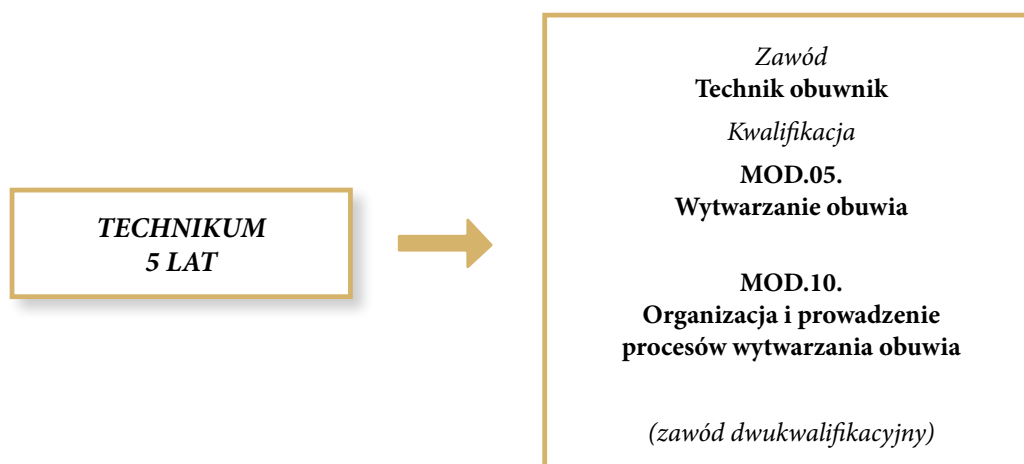 TECHNIKUM
5 LAT
Zawód
Technik obuwnik
Kwalifikacja
MOD.05.
Wytwarzanie obuwia
MOD.10.
Organizacja i prowadzenie
procesów wytwarzania obuwia
(zawód dwukwalifikacyjny)